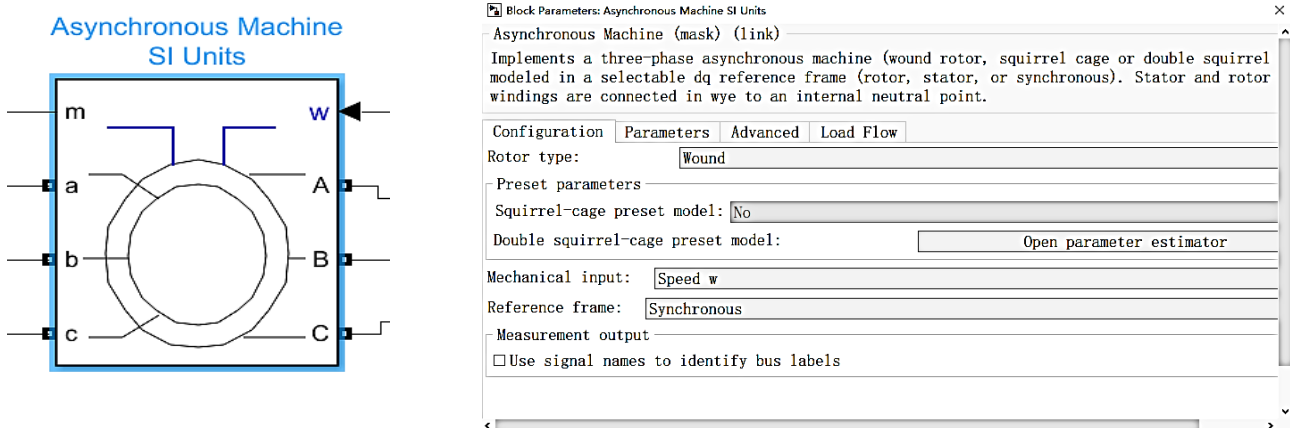 Asynchronous Machine
SI Units
m
w
a
A
b
B
c
C
Block Parameters: Asynchronous Machine SI Units
Asynchronous Machine (mask) (link)
Implements a three-phase asynchronous machine (wound rotor, squirrel cage or double squirrel
modeled in a selectable dq reference frame (rotor, stator, or synchronous). Stator and rotor
windings are connected in wye to an internal neutral point.
Configuration Parameters Advanced Load Flow
Rotor type: Wound
Preset parameters
Squirrel-cage preset model: No
Double squirrel-cage preset model: Open parameter estimator
Mechanical input: Speed w
Reference frame: Synchronous
Measurement output
Use signal names to identify bus labels